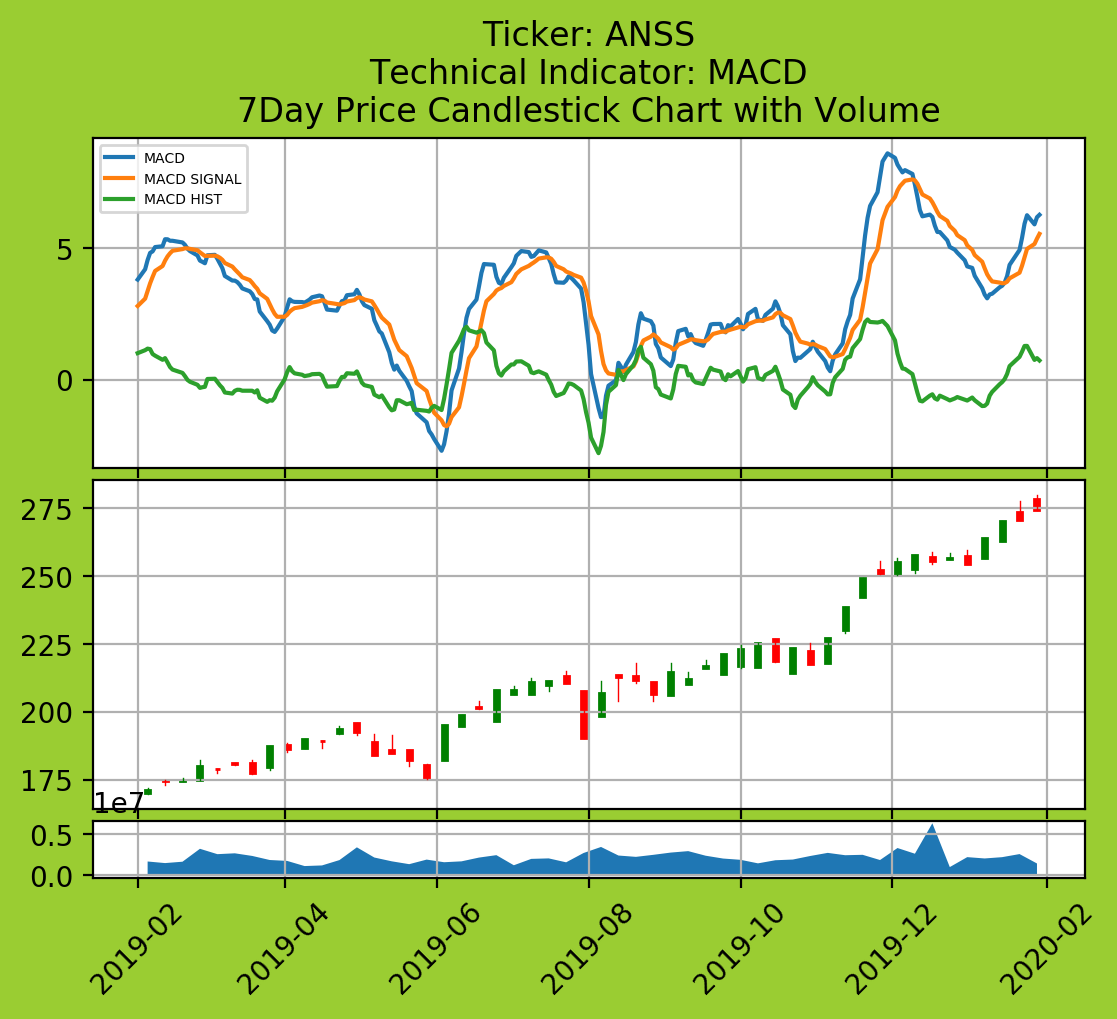 Ticker: ANSS
Technical Indicator: MACD
7Day Price Candlestick Chart with Volume
MACD
MACD SIGNAL
MACD HIST
5
0
275
250
225
200
175
1e7
0.5
0.0
2019-02
2019-04
2019-06
2019-08
2019-10
2019-12
2020-02